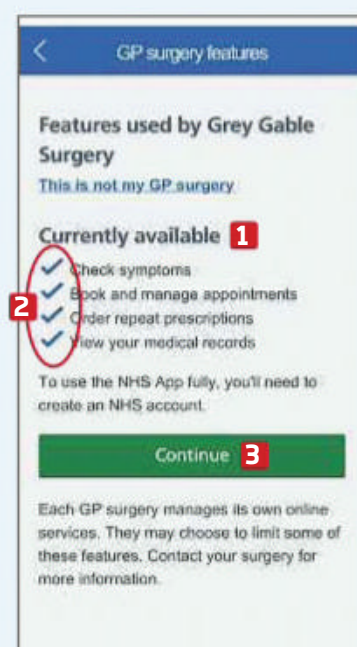 GP surgery features
Features used by Grey Gable
Surgery
This is not my GP surgery
Currently available 1
2
Check symptoms
Book and manage appointments
Order repeat prescriptions
View your medical records
To use the NHS App fully, you'll need to
create an NHS account.
Continue 3
Each GP surgery manages its own online
services. They may choose to limit some of
these features. Contact your surgery for
more information.